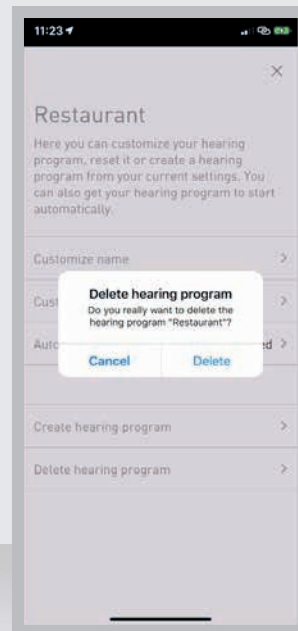 11:23
Restaurant
Here you can customize your hearing
program, reset it or create a hearing
program from your current settings. You
can also get your hearing program to start
automatically.
Customize name
Cust
Delete hearing program
Do you really want to delete the
hearing program "Restaurant"?
Auto
ed
Cancel
Delete
Create hearing program
Delete hearing program